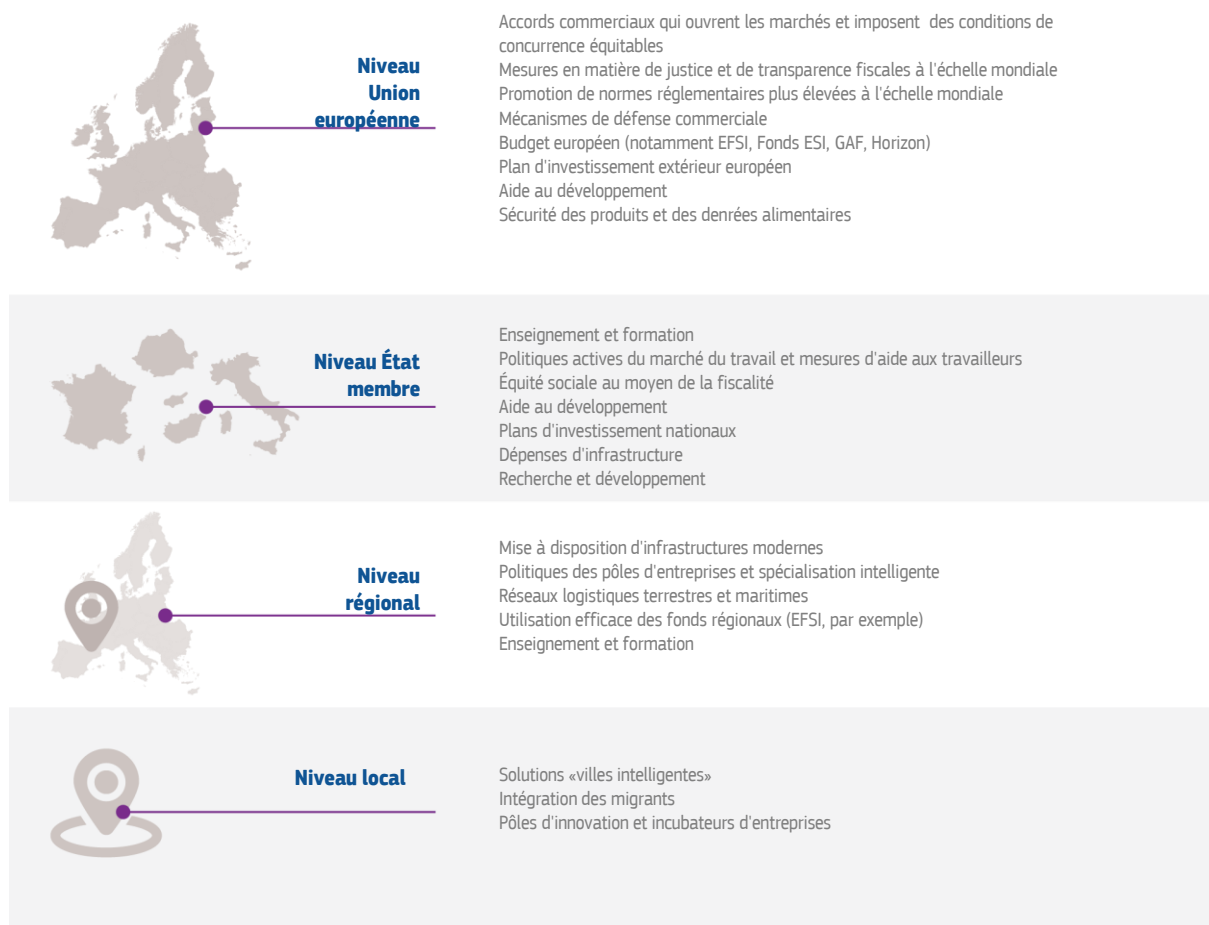 Niveau
Union
européenne
Accords commerciaux qui ouvrent les marchés et imposent des conditions de
concurrence équitables
Mesures en matière de justice et de transparence fiscales à l'échelle mondiale
Promotion de normes réglementaires plus élevées à l'échelle mondiale
Mécanismes de défense commerciale
Budget européen (notamment EFSI, Fonds ESI, GAF, Horizon)
Plan d'investissement extérieur européen
Aide au développement
Sécurité des produits et des denrées alimentaires
Niveau État
membre
Enseignement et formation
Politiques actives du marché du travail et mesures d'aide aux travailleurs
Équité sociale au moyen de la fiscalité
Aide au développement
Plans d'investissement nationaux
Dépenses d'infrastructure
Recherche et développement
Niveau
régional
Mise à disposition d'infrastructures modernes
Politiques des pôles d'entreprises et spécialisation intelligente
Réseaux logistiques terrestres et maritimes
Utilisation efficace des fonds régionaux (EFSI, par exemple)
Enseignement et formation
Niveau local
Solutions «villes intelligentes»
Intégration des migrants
Pôles d'innovation et incubateurs d'entreprises